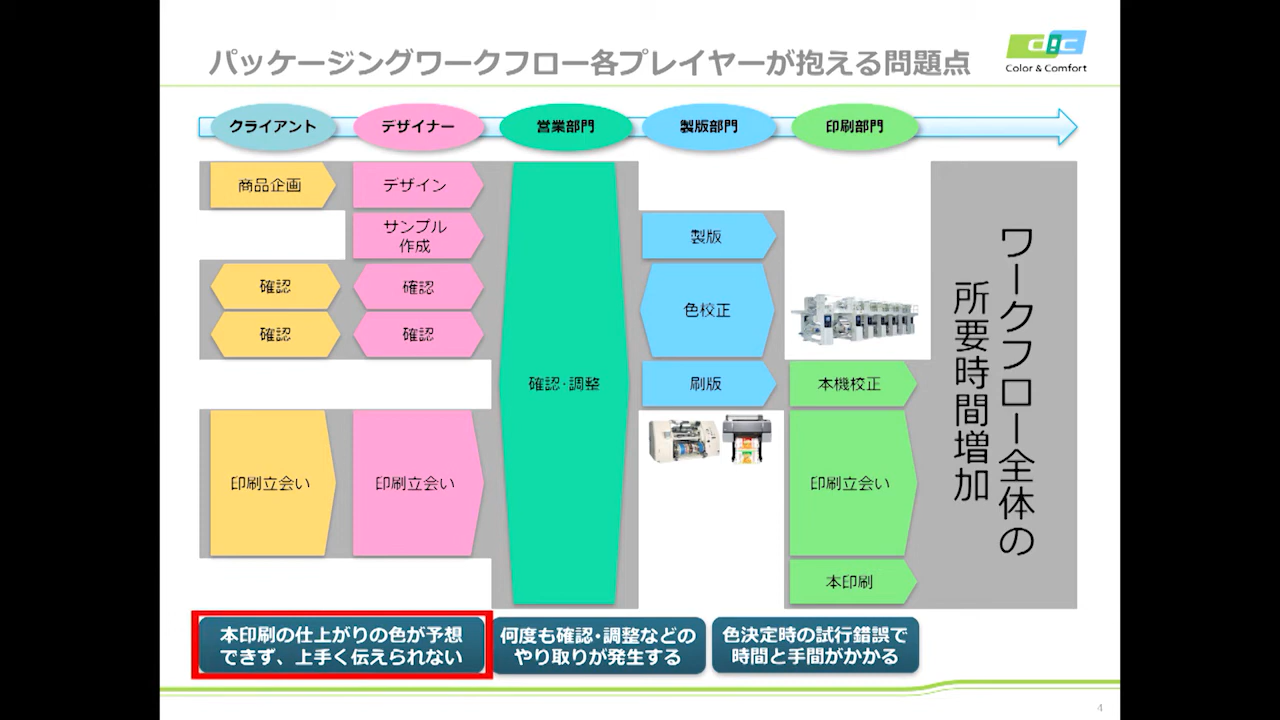 パッケージングワークフロー各プレイヤーが抱える問題点
dic
Color & Comfort
クライアント
デザイナー
営業部門
製版部門
印刷部門
商品企画
デザイン
サンプル
作成
製版
確認
確認
色校正
確認
確認
確認・調整
刷版
本機校正
印刷立会い
印刷立会い
印刷立会い
本印刷
ワークフロー全体の
所要時間増加
本印刷の仕上がりの色が予想
できず、上手く伝えられない
何度も確認・調整などの
やり取りが発生する
色決定時の試行錯誤で
時間と手間がかかる
4